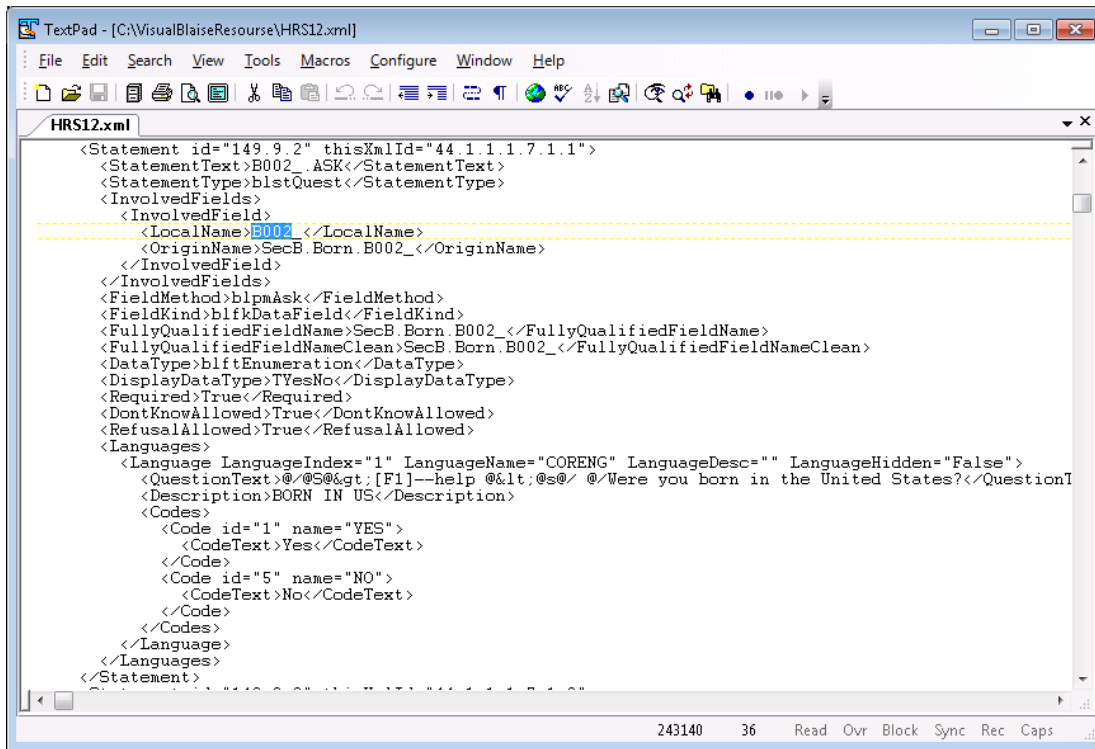 TextPad - [C:\VisualBlaiseResourse\HRS12.xml]
File Edit Search View Tools Macros Configure Window Help
HRS12.xml
<Statement id="149.9.2" thisXmlId="44.1.1.1.7.1.1">
<StatementText>B002_.ASK</StatementText>
<StatementType>blstQuest</StatementType>
<InvolvedFields>
<InvolvedField>
<LocalName>B002_</LocalName>
<OriginName>SecB.Born.B002_</OriginName>
</InvolvedField>
</InvolvedFields>
<FieldMethod>blpmAsk</FieldMethod>
<FieldKind>blfkDataField</FieldKind>
<FullyQualifiedFieldName>SecB.Born.B002_</FullyQualifiedFieldName>
<FullyQualifiedFieldNameClean>SecB.Born.B002_</FullyQualifiedFieldNameClean>
<DataType>blftEnumeration</DataType>
<DisplayDataType>TYesNo</DisplayDataType>
<Required>True</Required>
<DontKnowAllowed>True</DontKnowAllowed>
<RefusalAllowed>True</RefusalAllowed>
<Languages>
<Language LanguageIndex="1" LanguageName="CORENG" LanguageDesc="" LanguageHidden="False">
<QuestionText>@/@S@&gt;[F1]--help @&lt;@s@/ @/Were you born in the United States?</QuestionT
<Description>BORN IN US</Description>
<Codes>
<Code id="1" name="YES">
<CodeText>Yes</CodeText>
</Code>
<Code id="5" name="NO">
<CodeText>No</CodeText>
</Code>
</Codes>
</Language>
</Languages>
</Statement>
243140 36 Read Ovr Block Sync Rec Caps